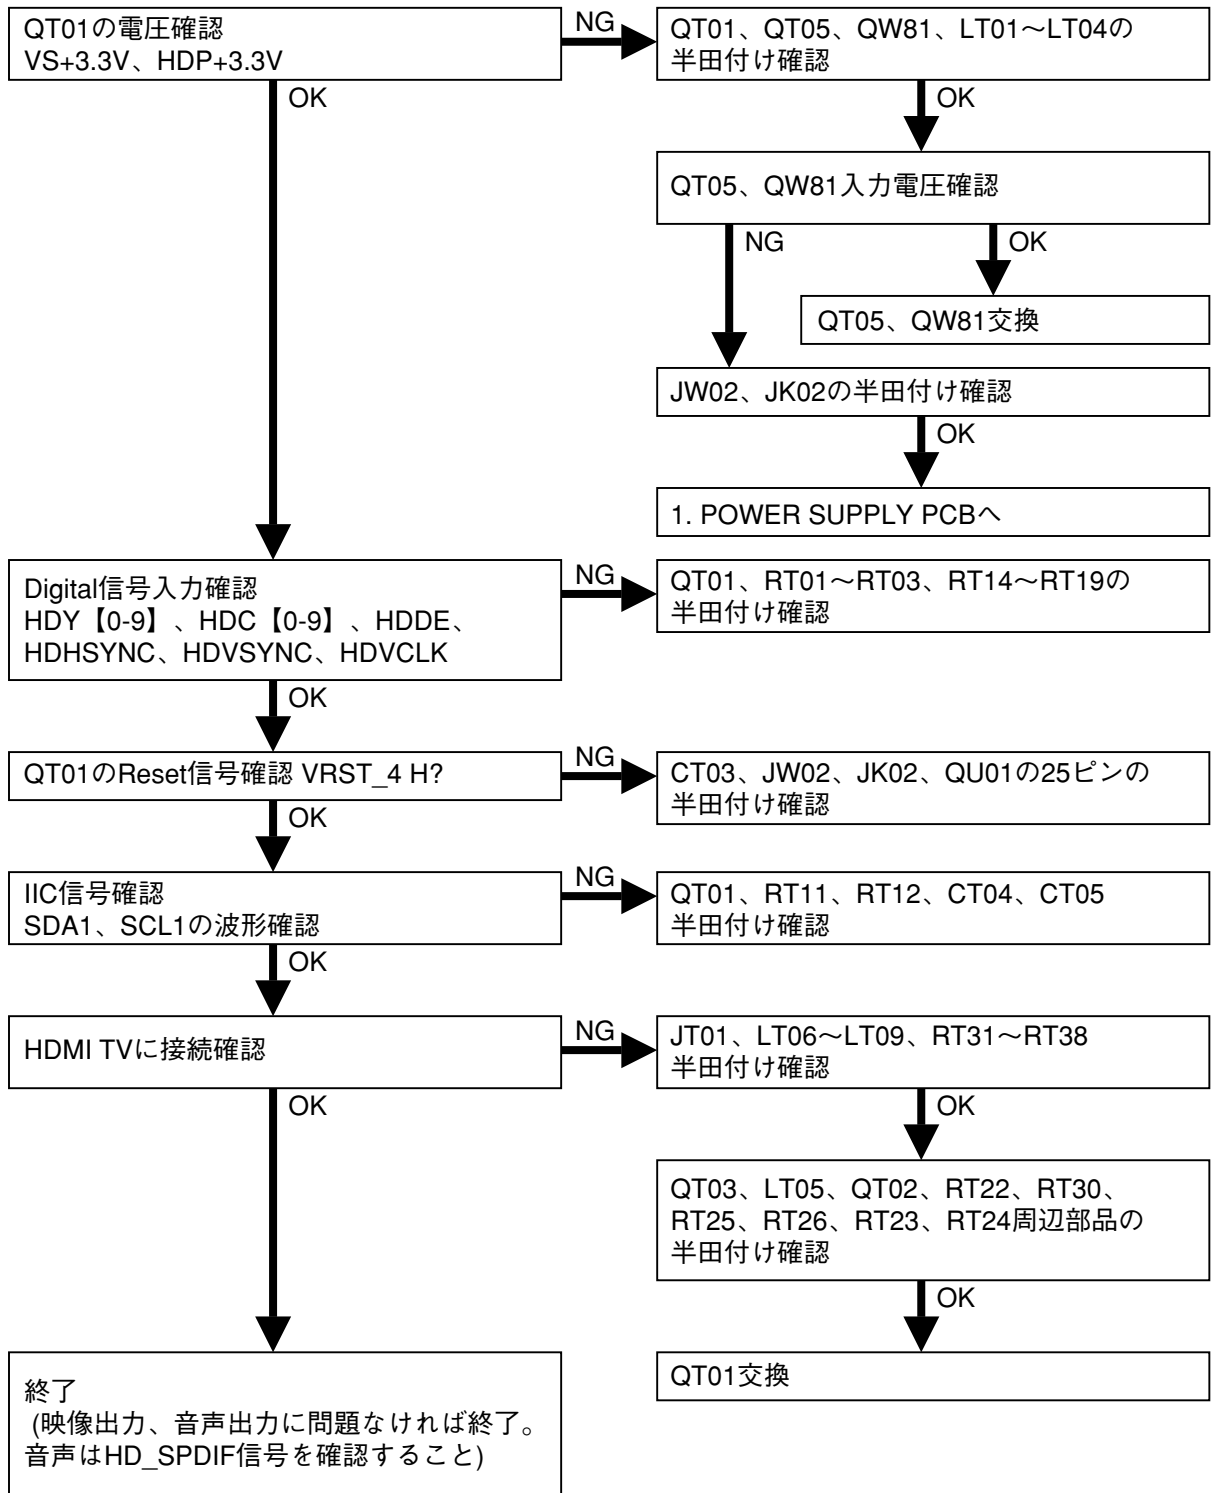 QT01の電圧確認
VS+3.3V、HDP+3.3V
NG
QT01、QT05、QW81、LT01〜LT04の
半田付け確認
OK
OK
QT05、QW81入力電圧確認
NG
OK
QT05、QW81交換
JW02、JK02の半田付け確認
OK
1. POWER SUPPLY PCBへ
Digital信号入力確認
HDY【0-9】、HDC【0-9】、HDDE、
HDHSYNC、HDVSYNC、HDVCLK
NG
QT01、RT01〜RT03、RT14〜RT19の
半田付け確認
OK
QT01のReset信号確認 VRST_4 H?
NG
CT03、JW02、JK02、QU01の25ピンの
半田付け確認
OK
IIC信号確認
SDA1、SCL1の波形確認
NG
QT01、RT11、RT12、CT04、CT05
半田付け確認
OK
HDMI TVに接続確認
NG
JT01、LT06〜LT09、RT31〜RT38
半田付け確認
OK
OK
QT03、LT05、QT02、RT22、RT30、
RT25、RT26、RT23、RT24周辺部品の
半田付け確認
OK
QT01交換
終了
(映像出力、音声出力に問題なければ終了。
音声はHD_SPDIF信号を確認すること)